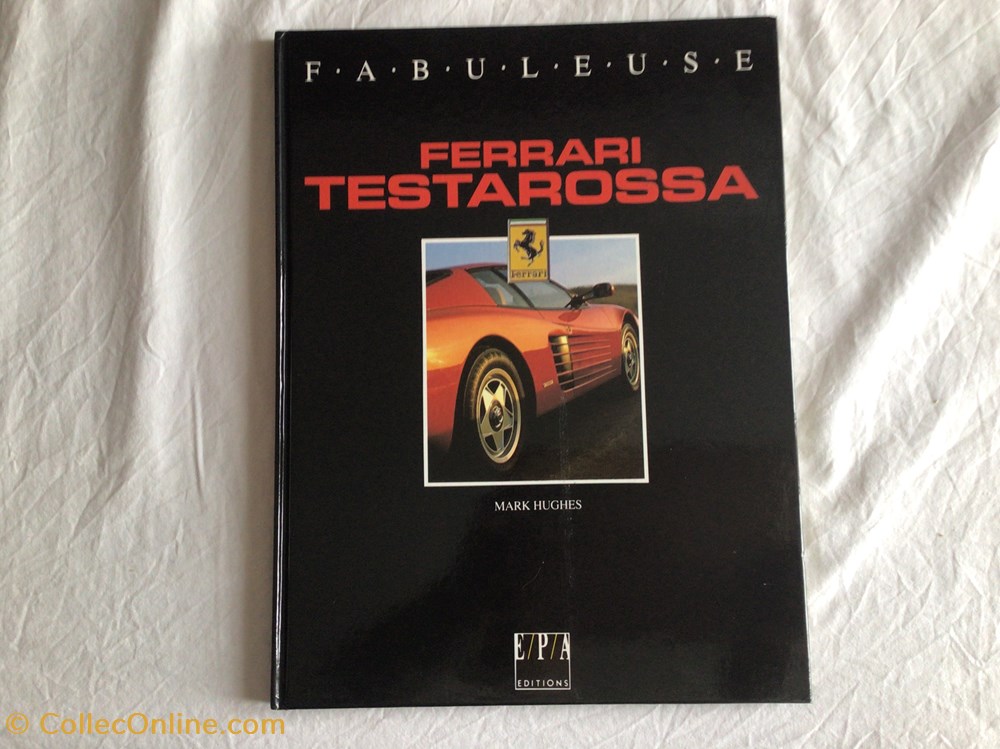 F·A·B·U·L·E·U·S·E
FERRARI
TESTAROSSA
Ferrari
MARK HUGHES
E/P/A
EDITIONS
© CollecOnline.com